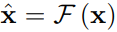 x̂ = ℱ (x)